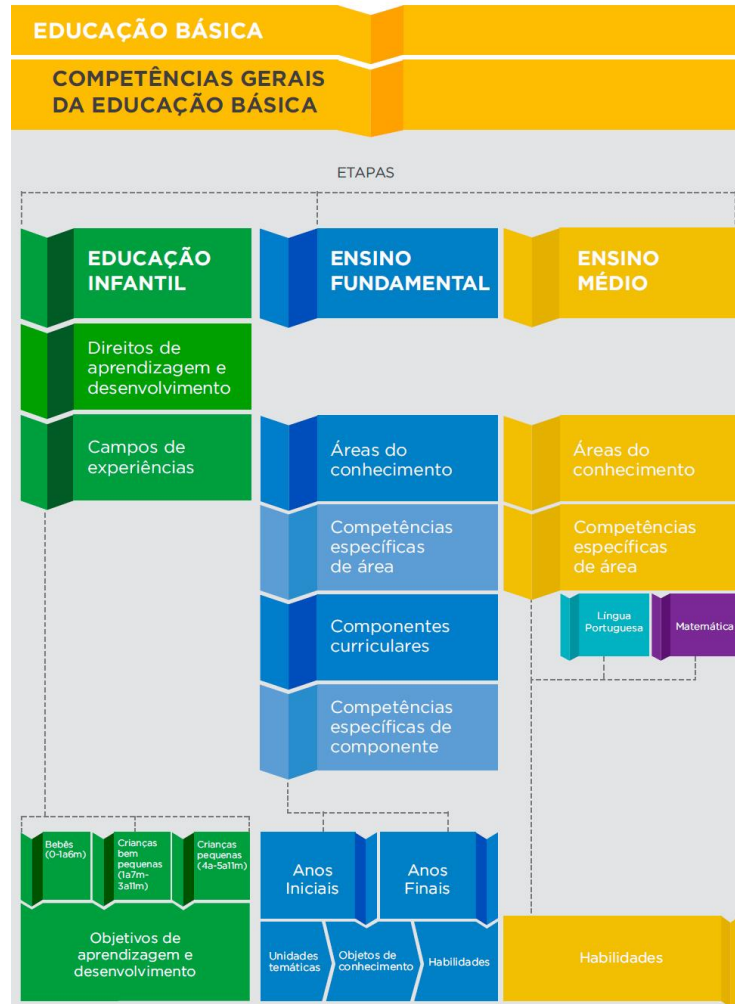 EDUCAÇÃO BÁSICA
COMPETÊNCIAS GERAIS
DA EDUCAÇÃO BÁSICA
ETAPAS
EDUCAÇÃO
INFANTIL
Direitos de
aprendizagem e
desenvolvimento
Campos de
experiências
Bebês
(0-1a6m)
Crianças
bem
pequenas
(1a7m-
3a11m)
Crianças
pequenas
(4a-5a11m)
Objetivos de
aprendizagem e
desenvolvimento
ENSINO
FUNDAMENTAL
Áreas do
conhecimento
Competências
específicas
de área
Componentes
curriculares
Competências
específicas de
componente
Anos
Iniciais
Anos
Finais
Unidades
temáticas
Objetos de
conhecimento
Habilidades
ENSINO
MÉDIO
Áreas do
conhecimento
Competências
específicas
de área
Língua
Portuguesa
Matemática
Habilidades